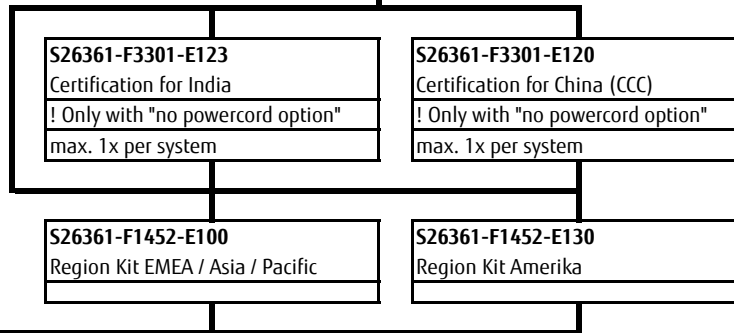 S26361-F3301-E123
Certification for India
! Only with "no powercord option"
max. 1x per system
S26361-F3301-E120
Certification for China (CCC)
! Only with "no powercord option"
max. 1x per system
S26361-F1452-E100
Region Kit EMEA / Asia / Pacific
S26361-F1452-E130
Region Kit Amerika